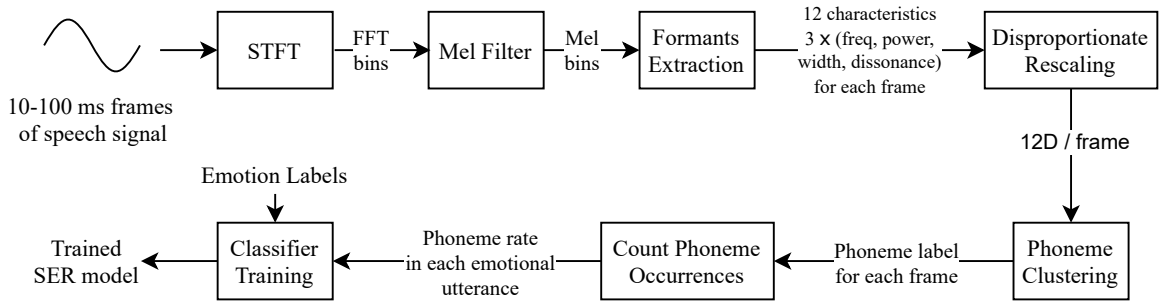 10-100 ms frames
of speech signal
STFT
FFT
bins
Mel Filter
Mel
bins
Formants
Extraction
12 characteristics
3 x (freq, power,
width, dissonance)
for each frame
Disproportionate
Rescaling
12D / frame
Phoneme
Clustering
Phoneme label
for each frame
Count Phoneme
Occurrences
Phoneme rate
in each emotional
utterance
Emotion Labels
Classifier
Training
Trained
SER model